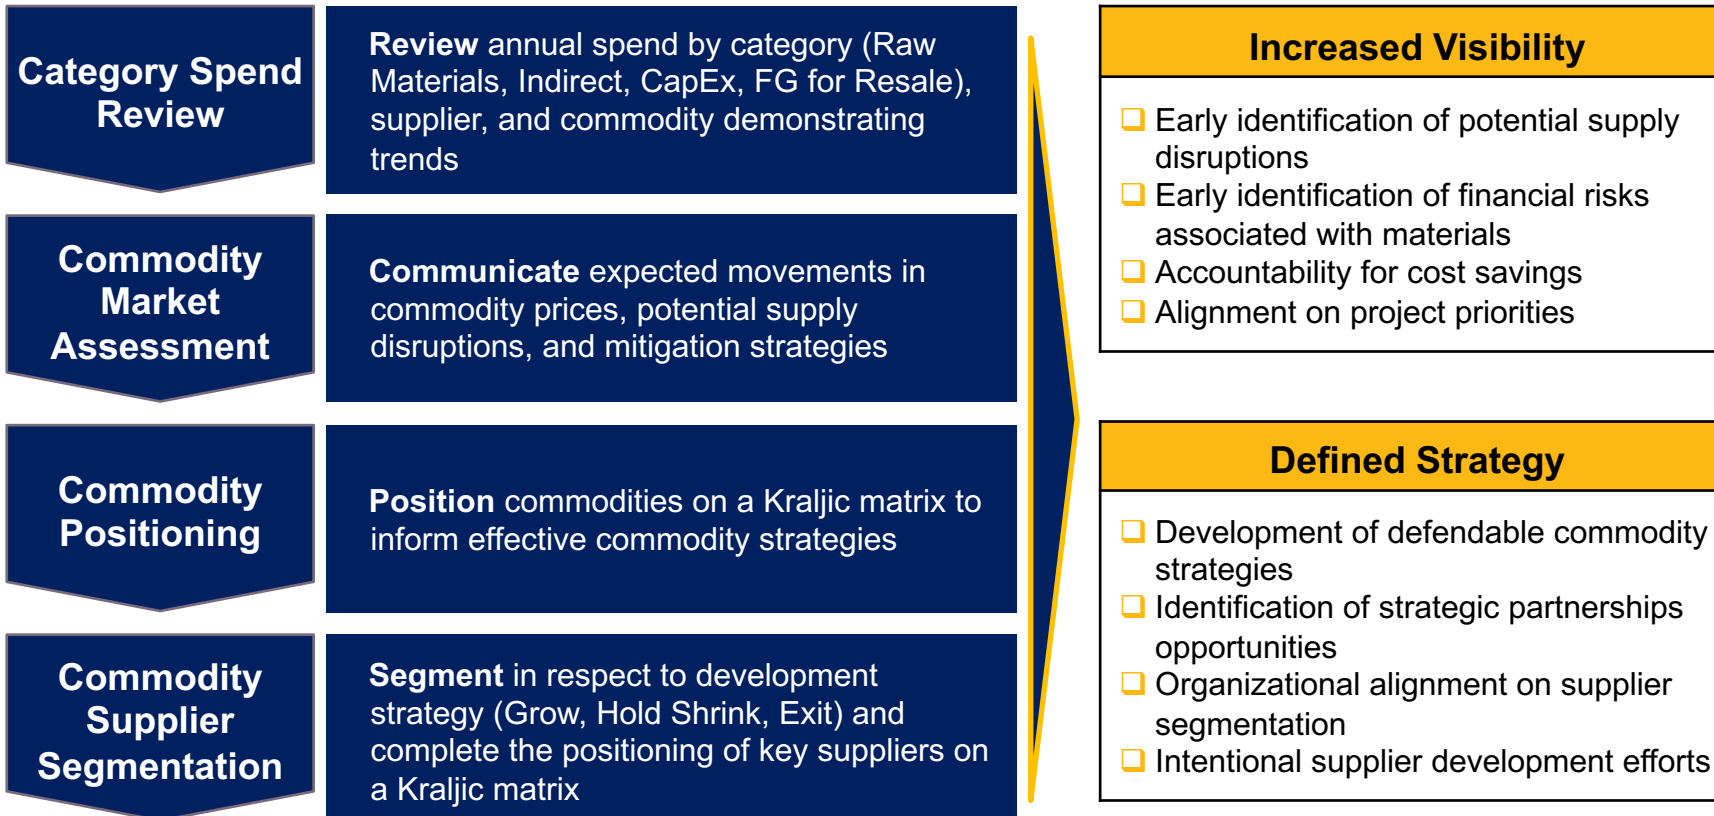 Category Spend
Review
Review annual spend by category (Raw
Materials, Indirect, CapEx, FG for Resale),
supplier, and commodity demonstrating
trends
Commodity
Market
Assessment
Communicate expected movements in
commodity prices, potential supply
disruptions, and mitigation strategies
Commodity
Positioning
Position commodities on a Kraljic matrix to
inform effective commodity strategies
Commodity
Supplier
Segmentation
Segment in respect to development
strategy (Grow, Hold Shrink, Exit) and
complete the positioning of key suppliers on
a Kraljic matrix
Increased Visibility
Early identification of potential supply
disruptions
Early identification of financial risks
associated with materials
Accountability for cost savings
Alignment on project priorities
Defined Strategy
Development of defendable commodity
strategies
Identification of strategic partnerships
opportunities
Organizational alignment on supplier
segmentation
Intentional supplier development efforts